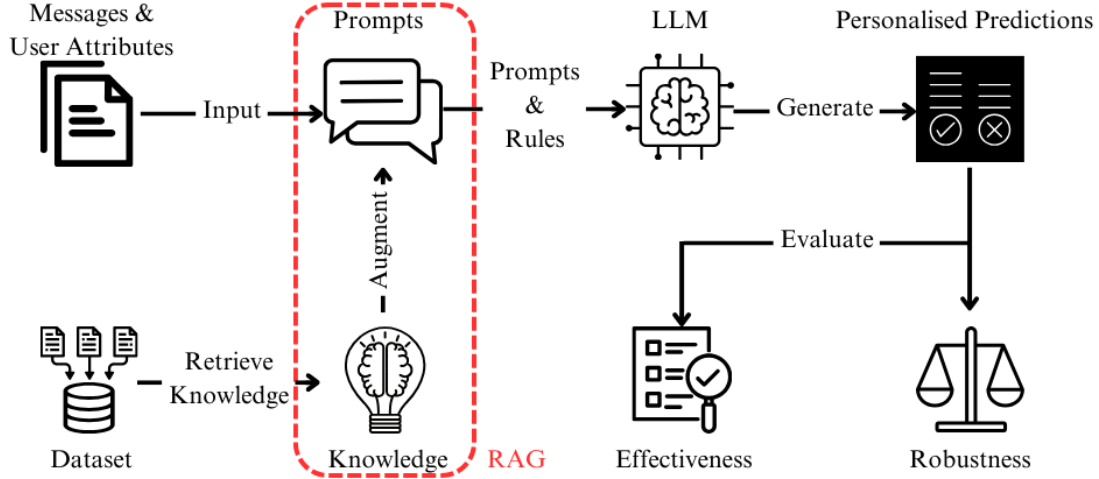 Messages &
User Attributes
Prompts
LLM
Personalised Predictions
Input
Prompts
&
Rules
Generate
Augment
Evaluate
Retrieve
Knowledge
Dataset
Knowledge
RAG
Effectiveness
Robustness